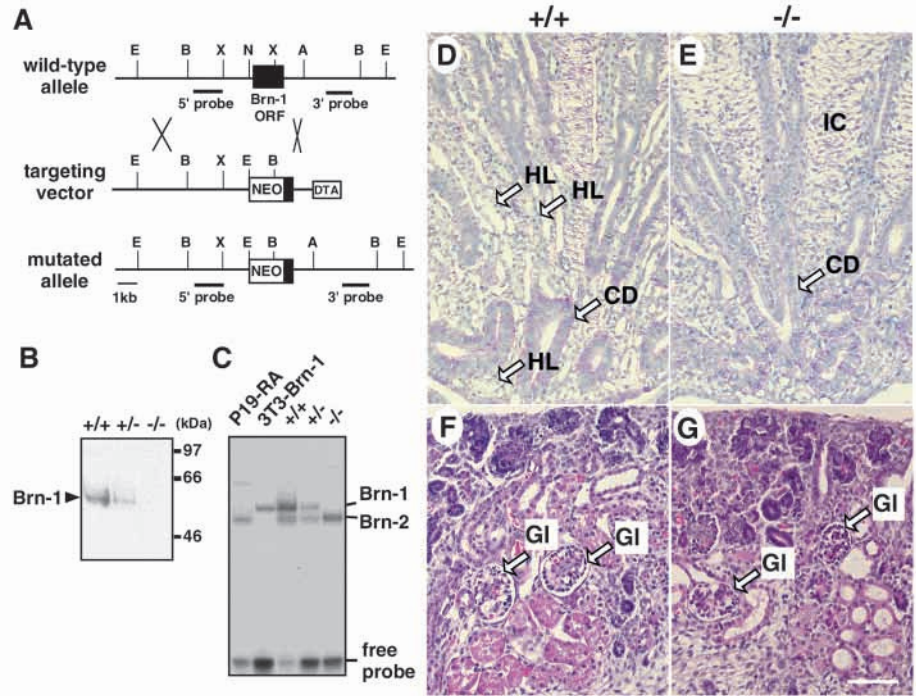 A
E B X N X A B E
wild-type
allele
5' probe
Brn-1
ORF
3' probe
E B X E B
targeting
vector
NEO
DTA
E B X E B A B E
mutated
allele
NEO
1kb
5' probe
3' probe
B
+/+ +/- -/- (kDa)
97
66
Brn-1
46
C
P19-RA
3T3-Brn-1
+/+
+/-
-/-
Brn-1
Brn-2
free
probe
+/+
-/-
D
HL
HL
CD
HL
E
IC
CD
F
Gl
Gl
G
Gl
Gl